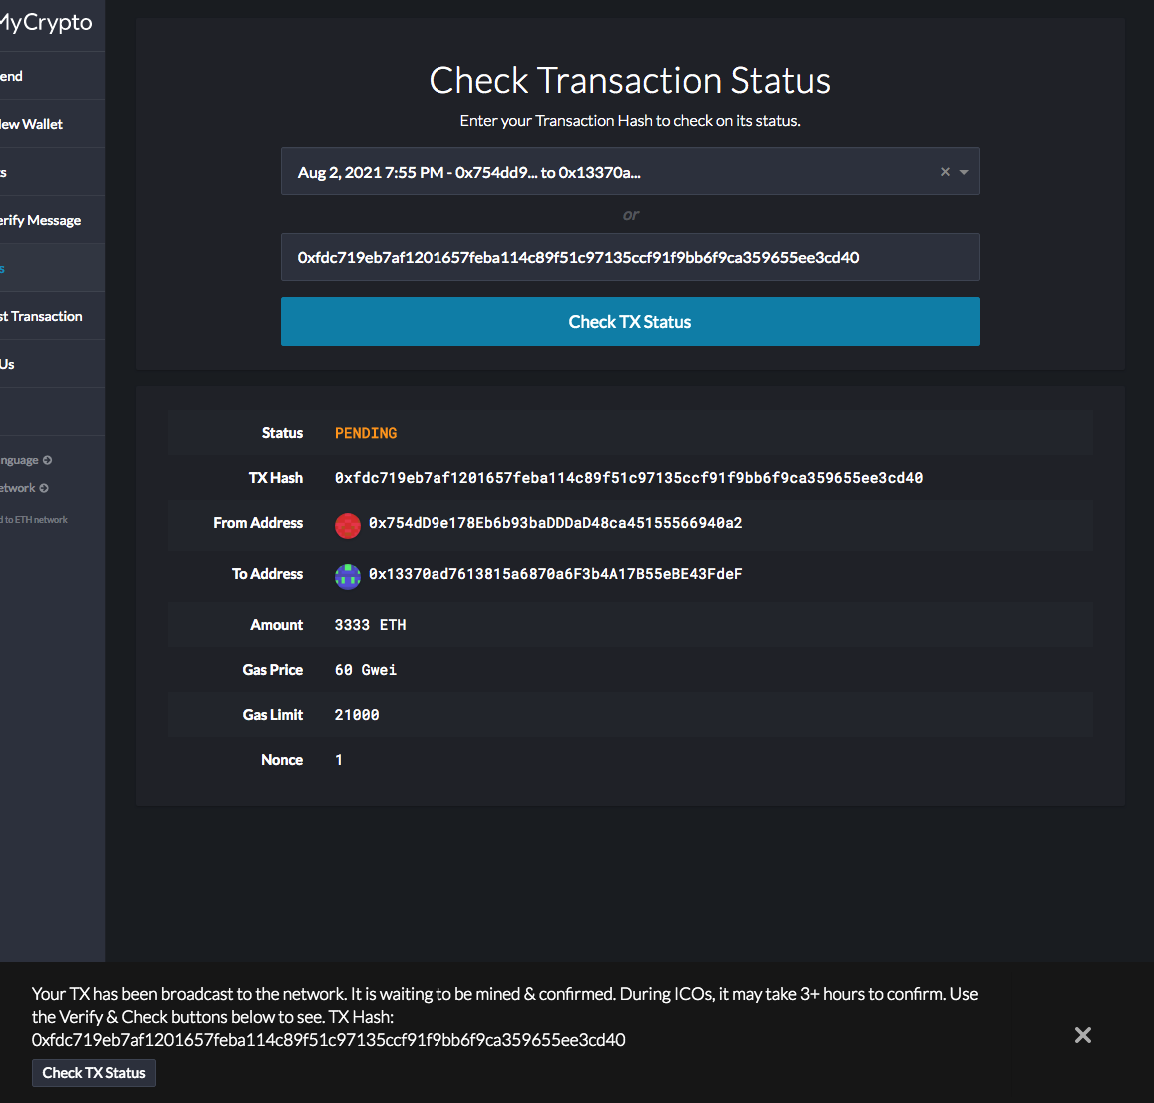 MyCrypto
end
New Wallet
ts
erify Message
s
st Transaction
Us
nguage
etwork
d to ETH network
Check Transaction Status
Enter your Transaction Hash to check on its status.
Aug 2, 2021 7:55 PM - 0x754dd9... to 0x13370a...
or
0xfdc719eb7af1201657feba114c89f51c97135ccf91f9bb6f9ca359655ee3cd40
Check TX Status
Status PENDING
TX Hash 0xfdc719eb7af1201657feba114c89f51c97135ccf91f9bb6f9ca359655ee3cd40
From Address 0x754dD9e178Eb6b93baDDDaD48ca45155566940a2
To Address 0x13370ad7613815a6870a6F3b4A17B55eBE43FdeF
Amount 3333 ETH
Gas Price 60 Gwei
Gas Limit 21000
Nonce 1
Your TX has been broadcast to the network. It is waiting to be mined & confirmed. During ICOs, it may take 3+ hours to confirm. Use
the Verify & Check buttons below to see. TX Hash:
0xfdc719eb7af1201657feba114c89f51c97135ccf91f9bb6f9ca359655ee3cd40
Check TX Status